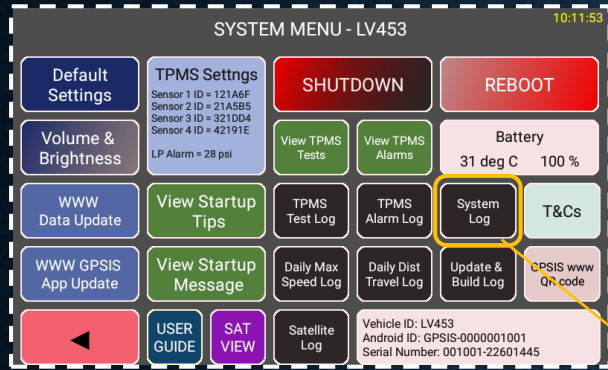 10:11:53
SYSTEM MENU - LV453
Default
Settings
TPMS Settngs
Sensor 1 ID = 121A6F
Sensor 2 ID = 21A5B5
Sensor 3 ID = 321DD4
Sensor 4 ID = 42191E
LP Alarm = 28 psi
SHUTDOWN
REBOOT
Volume &
Brightness
View TPMS
Tests
View TPMS
Alarms
Battery
31 deg C 100 %
WWW
Data Update
View Startup
Tips
TPMS
Test Log
TPMS
Alarm Log
System
Log
T&Cs
WWW GPSIS
App Update
View Startup
Message
Daily Max
Speed Log
Daily Dist
Travel Log
Update &
Build Log
GPSIS www
QR code
◀
USER
GUIDE
SAT
VIEW
Satellite
Log
Vehicle ID: LV453
Android ID: GPSIS-0000001001
Serial Number: 001001-22601445